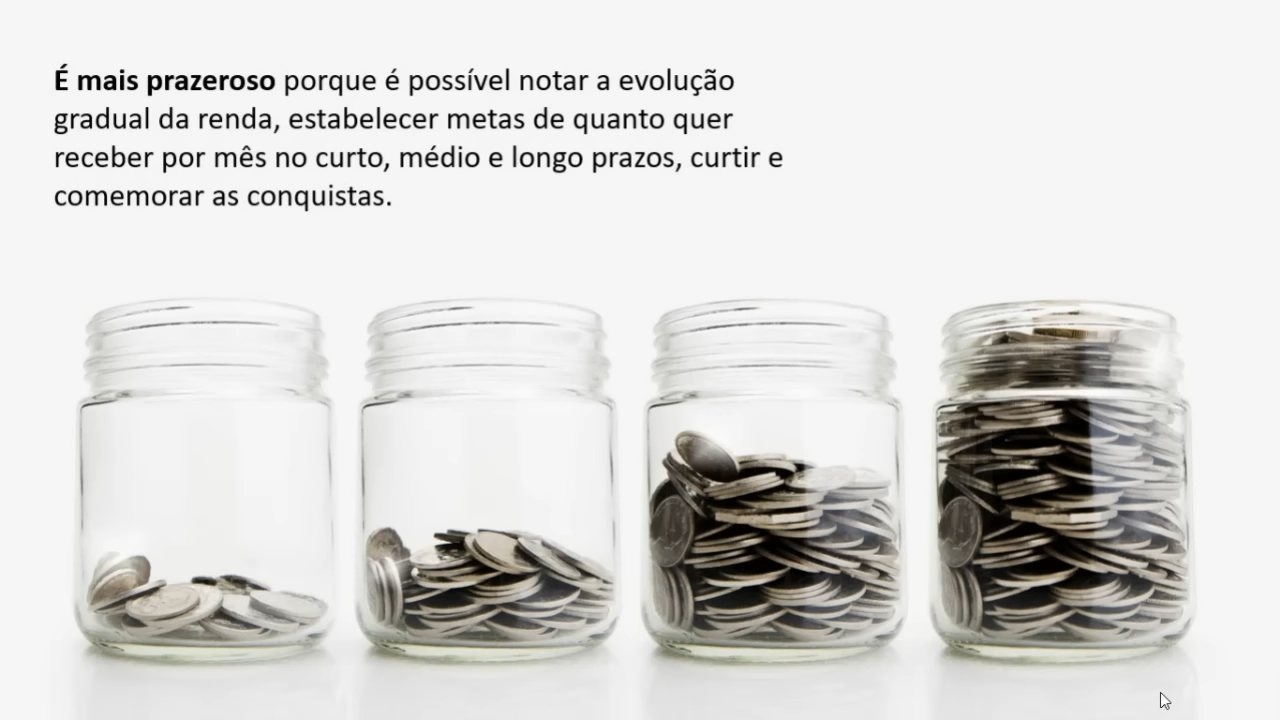 É mais prazeroso porque é possível notar a evolução
gradual da renda, estabelecer metas de quanto quer
receber por mês no curto, médio e longo prazos, curtir e
comemorar as conquistas.